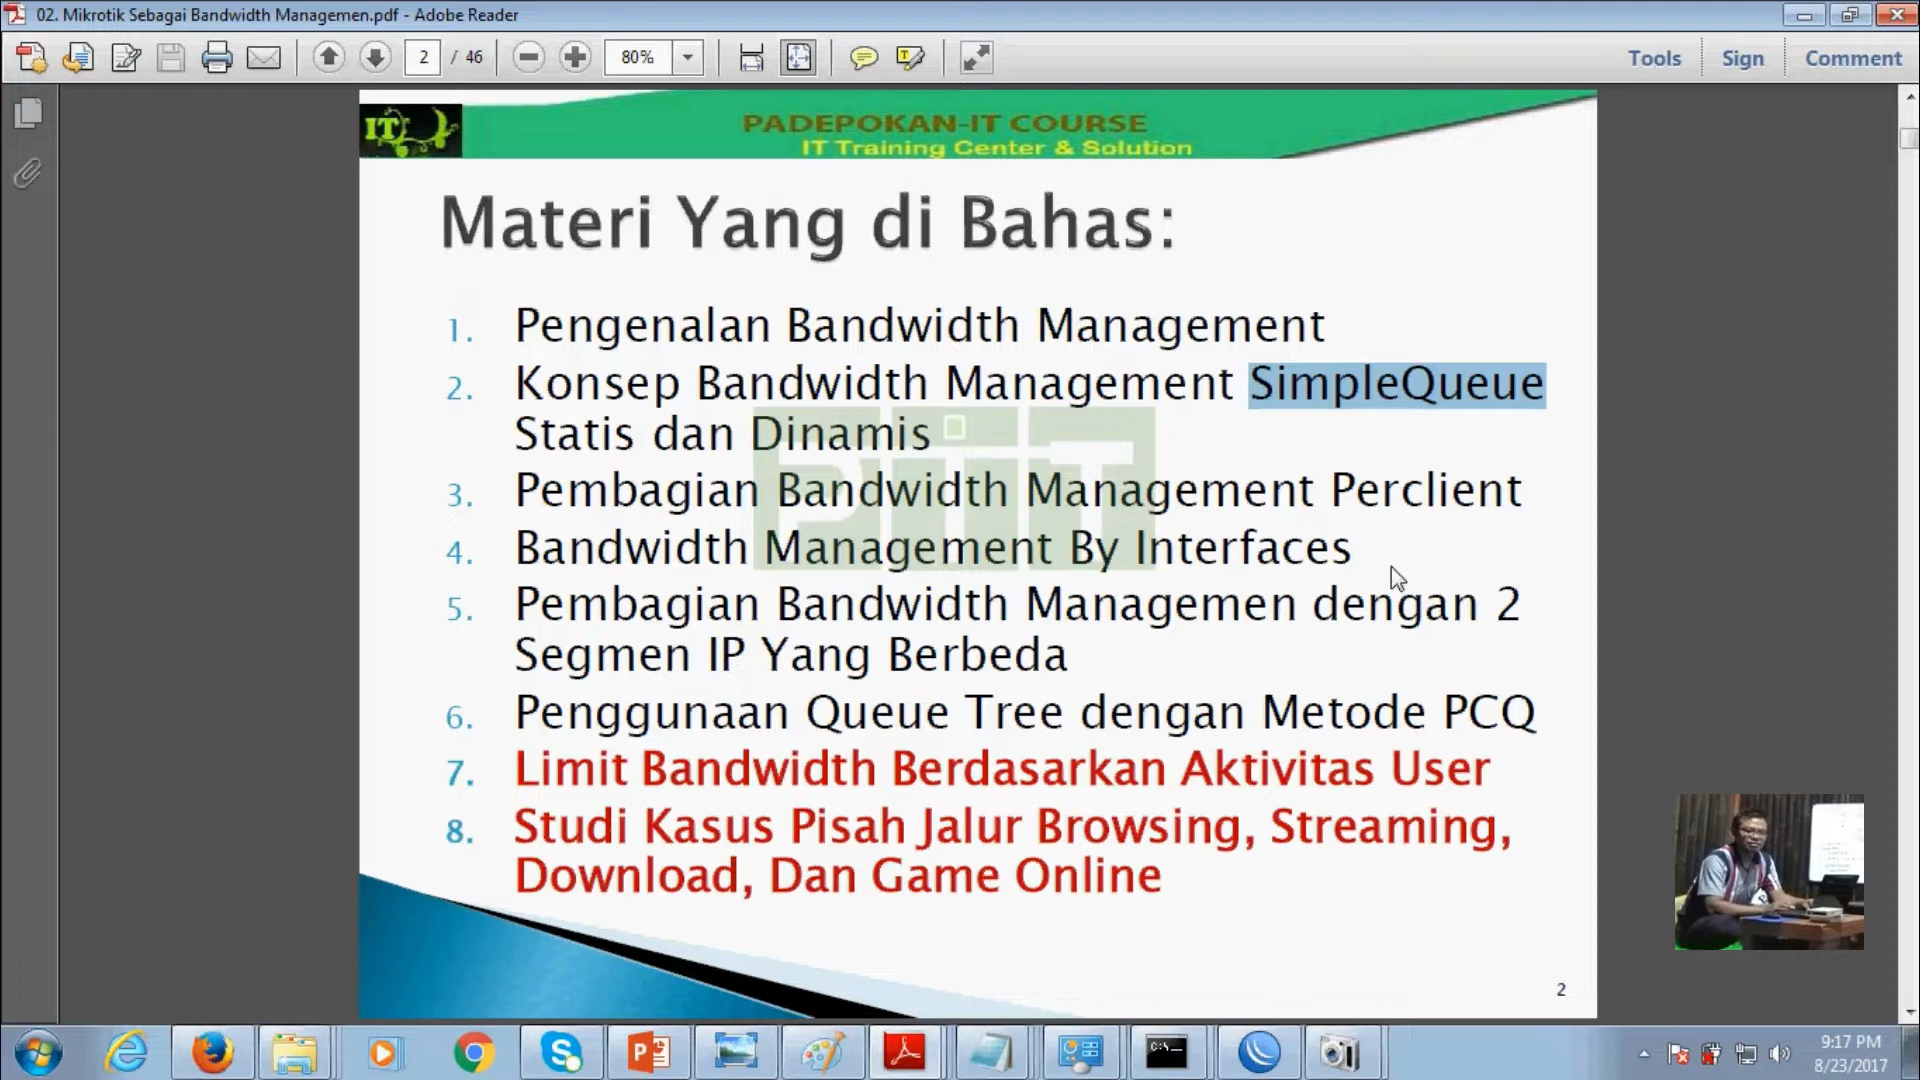 02. Mikrotik Sebagai Bandwidth Managemen.pdf - Adobe Reader
2 / 46 80% Tools Sign Comment
IT
PADEPOKAN-IT COURSE
IT Training Center & Solution
Materi Yang di Bahas:
1. Pengenalan Bandwidth Management
2. Konsep Bandwidth Management SimpleQueue
Statis dan Dinamis
3. Pembagian Bandwidth Management Perclient
4. Bandwidth Management By Interfaces
5. Pembagian Bandwidth Managemen dengan 2
Segmen IP Yang Berbeda
6. Penggunaan Queue Tree dengan Metode PCQ
7. Limit Bandwidth Berdasarkan Aktivitas User
8. Studi Kasus Pisah Jalur Browsing, Streaming,
Download, Dan Game Online
PiiT
2
9:17 PM
8/23/2017